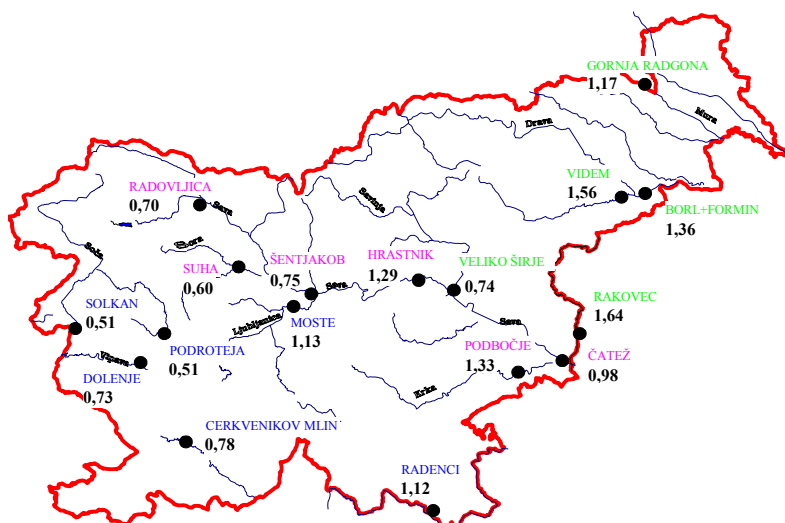 GORNJA RADGONA
1,17
Mura
Drava
RADOVLJICA
0,70
Sava
Savinja
VIDEM
1,56
BORL+FORMIN
1,36
Soča
Sora
SUHA
0,60
ŠENTJAKOB
0,75
Sava
HRASTNIK
1,29
VELIKO ŠIRJE
0,74
SOLKAN
0,51
Ljubljanica
MOSTE
1,13
Sava
RAKOVEC
1,64
Vipava
PODROTEJA
0,51
DOLENJE
0,73
PODBOČJE
1,33
ČATEŽ
0,98
Krka
CERKVENIKOV MLIN
0,78
RADENCI
1,12